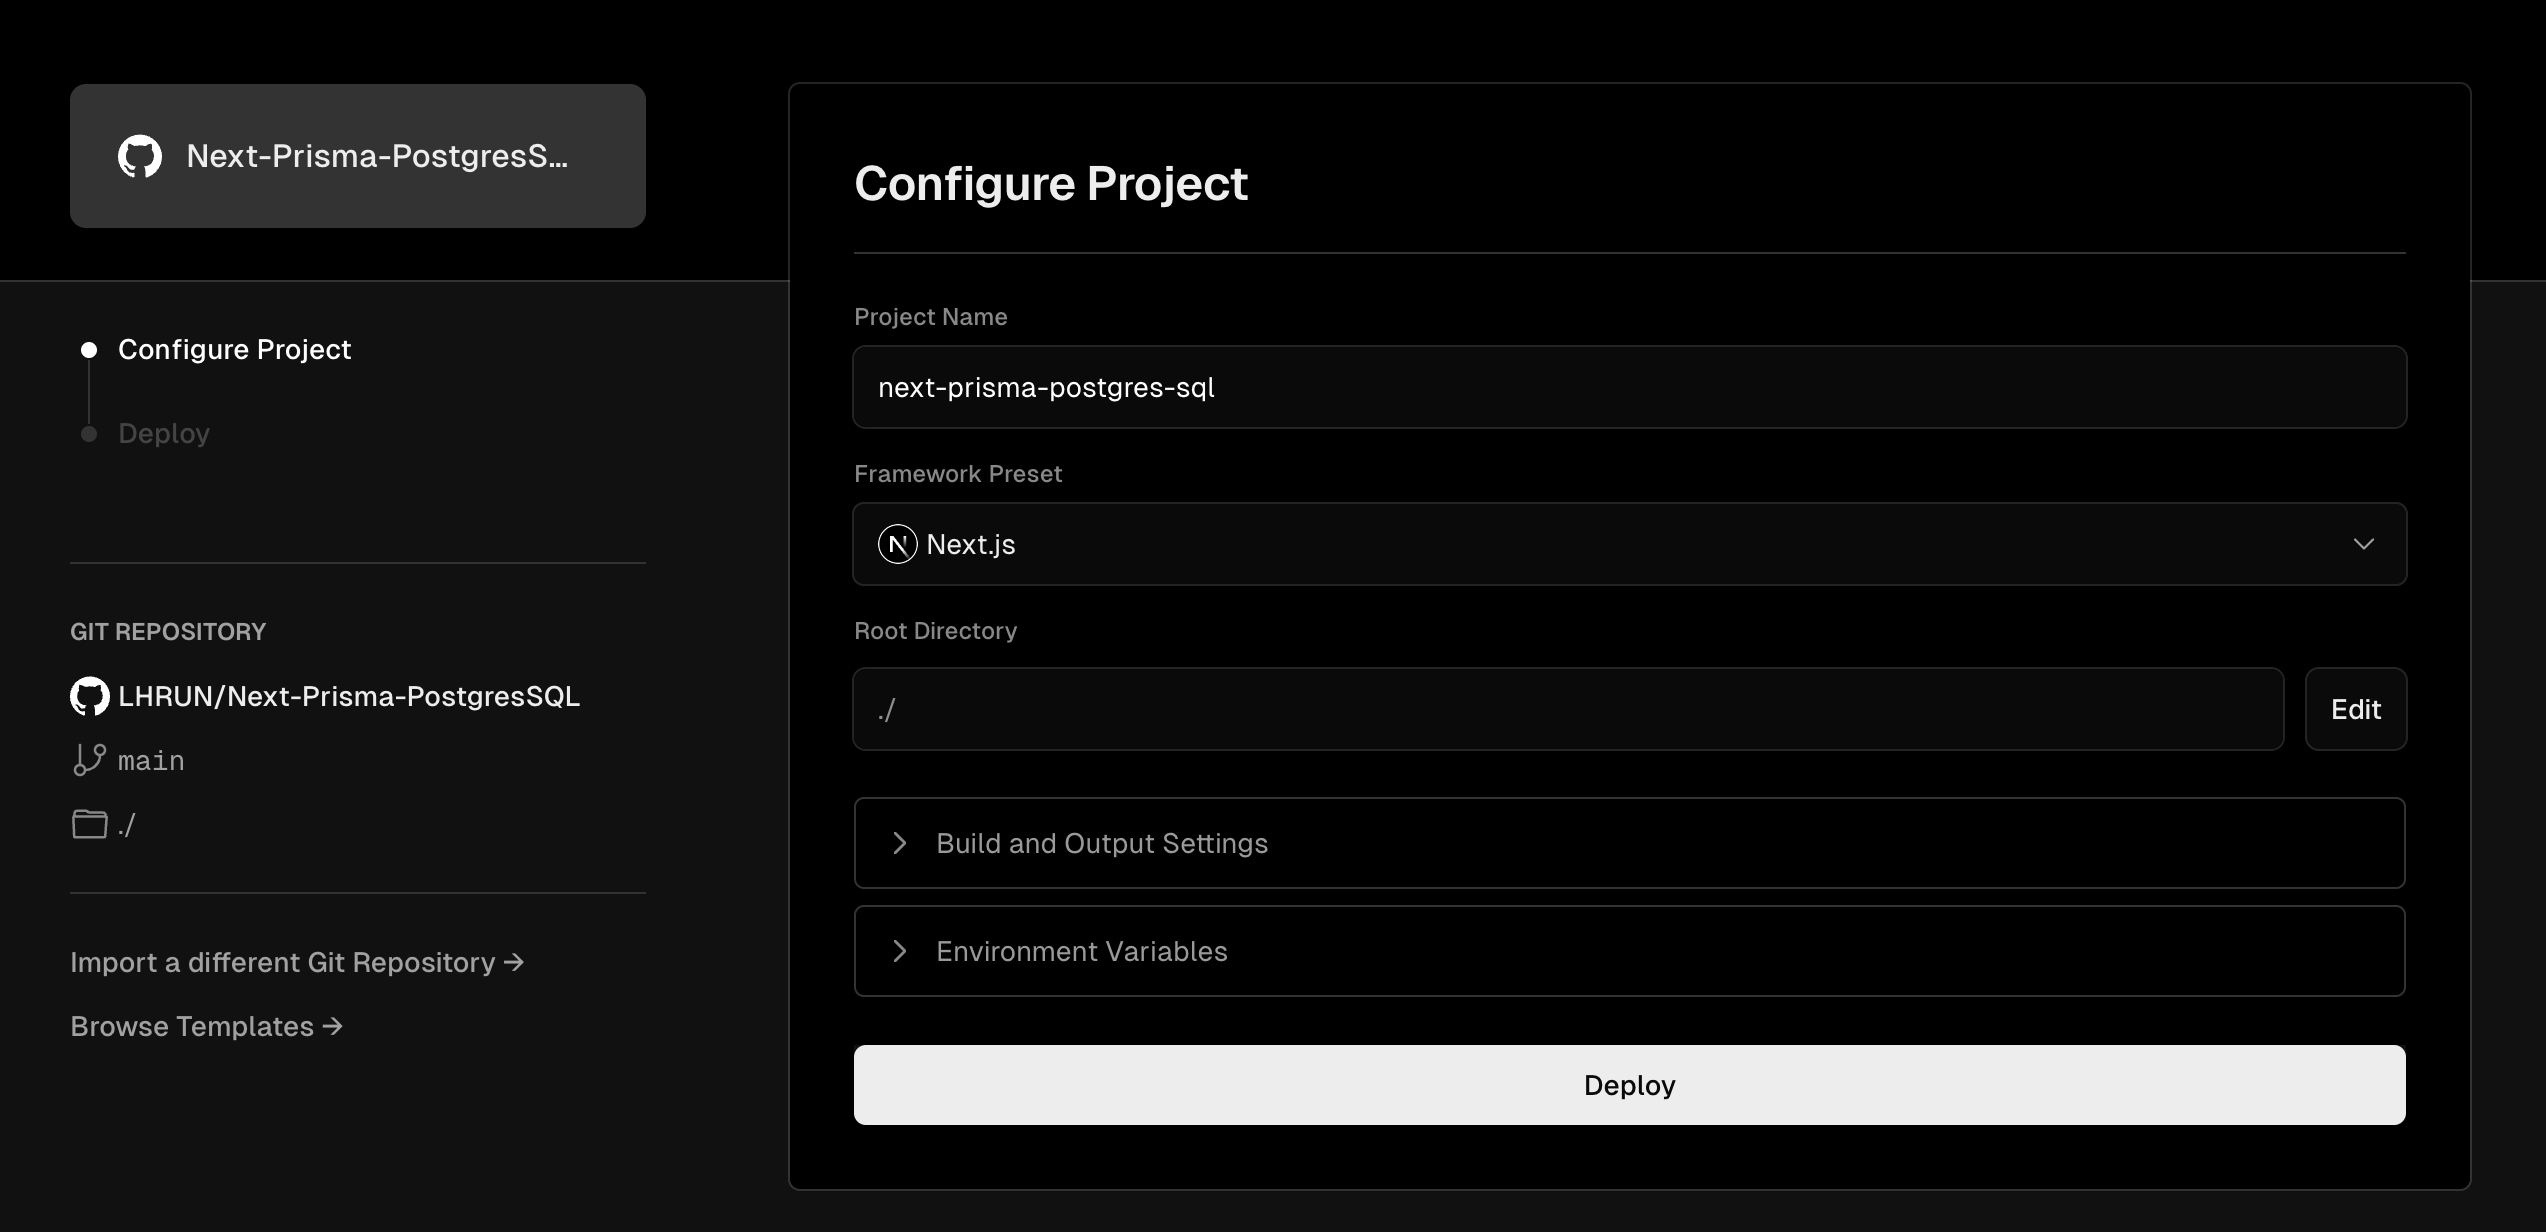 Next-Prisma-PostgresS...
Configure Project
Deploy
GIT REPOSITORY
LHRUN/Next-Prisma-PostgresSQL
main
./
Import a different Git Repository →
Browse Templates →
Configure Project
Project Name
next-prisma-postgres-sql
Framework Preset
N Next.js
Root Directory
./
Edit
Build and Output Settings
Environment Variables
Deploy